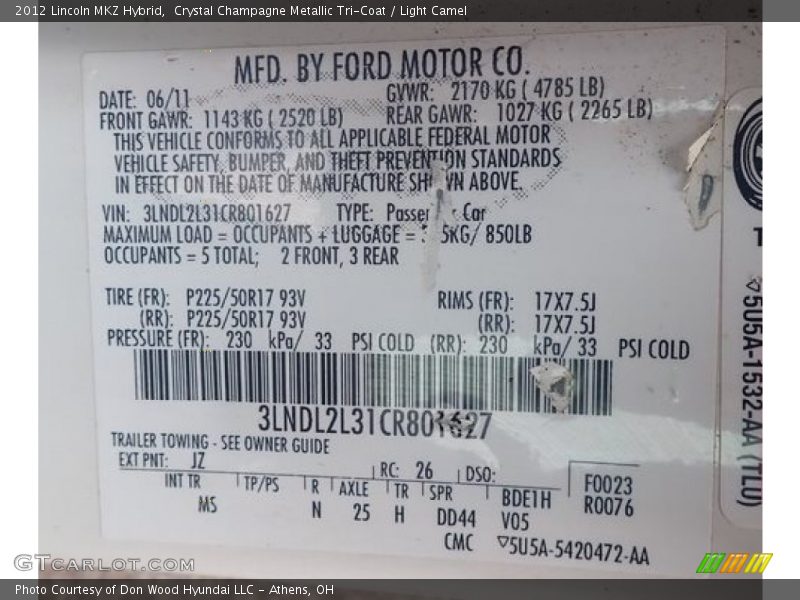 2012 Lincoln MKZ Hybrid, Crystal Champagne Metallic Tri-Coat / Light Camel
MFD. BY FORD MOTOR CO.
DATE: 06/11 GVWR: 2170 KG ( 4785 LB)
FRONT GAWR: 1143 KG ( 2520 LB) REAR GAWR: 1027 KG ( 2265 LB)
THIS VEHICLE CONFORMS TO ALL APPLICABLE FEDERAL MOTOR
VEHICLE SAFETY, BUMPER, AND THEFT PREVENTION STANDARDS
IN EFFECT ON THE DATE OF MANUFACTURE SHOWN ABOVE.
VIN: 3LNDL2L31CR801627 TYPE: Passenger Car
MAXIMUM LOAD = OCCUPANTS + LUGGAGE = 5KG/ 850LB
OCCUPANTS = 5 TOTAL; 2 FRONT, 3 REAR
TIRE (FR): P225/50R17 93V RIMS (FR): 17X7.5J
(RR): P225/50R17 93V (RR): 17X7.5J
PRESSURE (FR): 230 kPa/ 33 PSI COLD (RR): 230 kPa/ 33 PSI COLD
3LNDL2L31CR801627
TRAILER TOWING - SEE OWNER GUIDE
EXT PNT: JZ RC: 26 DSO:
INT TR TP/PS R AXLE TR SPR BDE1H F0023
MS N 25 H DD44 V05 R0076
CMC ▽5U5A-5420472-AA
▽5U5A-1532-AA (TLU)
GTCARLOT.COM
Photo Courtesy of Don Wood Hyundai LLC - Athens, OH